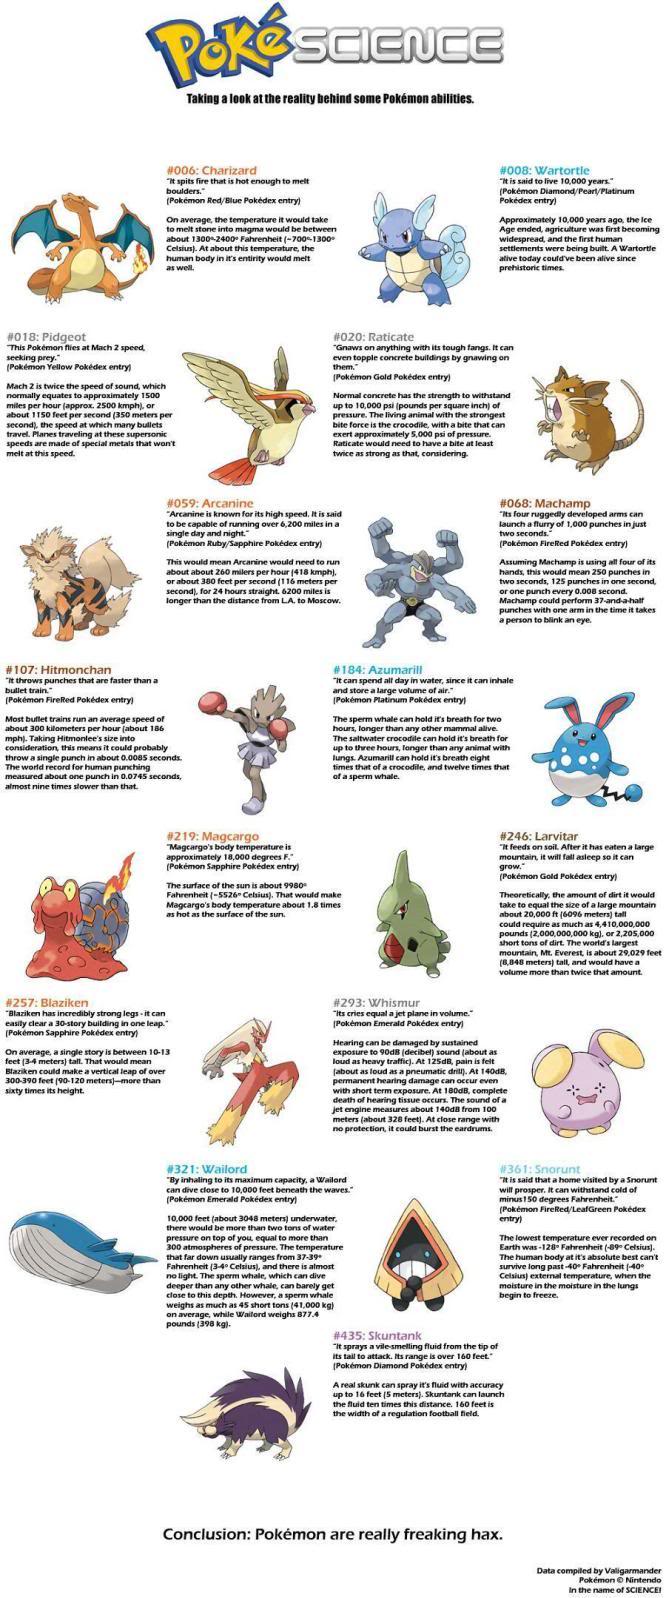 Poké SCIENCE
Taking a look at the reality behind some Pokémon abilities.
#006: Charizard
"It spits fire that is hot enough to melt
boulders."
(Pokémon Red/Blue Pokédex entry)
On average, the temperature it would take
to melt stone into magma would be between
about 1300º-2400º Fahrenheit (~700º-1300º
Celsius). At about this temperature, the
human body in it's entirity would melt
as well.
#008: Wartortle
"It is said to live 10,000 years."
(Pokémon Diamond/Pearl/Platinum
Pokédex entry)
Approximately 10,000 years ago, the Ice
Age ended, agriculture was first becoming
widespread, and the first human
settlements were being built. A Wartortle
alive today could've been alive since
prehistoric times.
#018: Pidgeot
"This Pokémon flies at Mach 2 speed,
seeking prey."
(Pokémon Yellow Pokédex entry)
Mach 2 is twice the speed of sound, which
normally equates to approximately 1500
miles per hour (approx. 2500 kmph), or
about 1150 feet per second (350 meters per
second), the speed at which many bullets
travel. Planes traveling at these supersonic
speeds are made of special metals that won't
melt at this speed.
#020: Raticate
"Gnaws on anything with its tough fangs. It can
even topple concrete buildings by gnawing on
them."
(Pokémon Gold Pokédex entry)
Normal concrete has the strength to withstand
up to 10,000 psi (pounds per square inch) of
pressure. The living animal with the strongest
bite force is the crocodile, with a bite that can
exert approximately 5,000 psi of pressure.
Raticate would need to have a bite at least
twice as strong as that, considering.
#059: Arcanine
"Arcanine is known for its high speed. It is said
to be capable of running over 6,200 miles in a
single day and night."
(Pokémon Ruby/Sapphire Pokédex entry)
This would mean Arcanine would need to run
about about 260 milers per hour (418 kmph),
or about 380 feet per second (116 meters per
second), for 24 hours straight. 6200 miles is
longer than the distance from L.A. to Moscow.
#068: Machamp
"Its four ruggedly developed arms can
launch a flurry of 1,000 punches in just
two seconds."
(Pokémon FireRed Pokédex entry)
Assuming Machamp is using all four of its
hands, this would mean 250 punches in
two seconds, 125 punches in one second,
or one punch every 0.008 second.
Machamp could perform 37-and-a-half
punches with one arm in the time it takes
a person to blink an eye.
#107: Hitmonchan
"It throws punches that are faster than a
bullet train."
(Pokémon FireRed Pokédex entry)
Most bullet trains run an average speed of
about 300 kilometers per hour (about 186
mph). Taking Hitmonlee's size into
consideration, this means it could probably
throw a single punch in about 0.0085 seconds.
The world record for human punching
measured about one punch in 0.0745 seconds,
almost nine times slower than that.
#184: Azumarill
"It can spend all day in water, since it can inhale
and store a large volume of air."
(Pokémon Platinum Pokédex entry)
The sperm whale can hold it's breath for two
hours, longer than any other mammal alive.
The saltwater crocodile can hold it's breath for
up to three hours, longer than any animal with
lungs. Azumarill can hold it's breath eight
times that of a crocodile, and twelve times that
of a sperm whale.
#219: Magcargo
"Magcargo's body temperature is
approximately 18,000 degrees F."
(Pokémon Sapphire Pokédex entry)
The surface of the sun is about 9980º
Fahrenheit (~5526º Celsius). That would make
Magcargo's body temperature about 1.8 times
as hot as the surface of the sun.
#246: Larvitar
"It feeds on soil. After it has eaten a large
mountain, it will fall asleep so it can
grow."
(Pokémon Gold Pokédex entry)
Theoretically, the amount of dirt it would
take to equal the size of a large mountain
about 20,000 ft (6096 meters) tall
could require as much as 4,410,000,000
pounds (2,000,000,000 kg), or 2,205,000
short tons of dirt. The world's largest
mountain, Mt. Everest, is about 29,029 feet
(8,848 meters) tall, and would have a
volume more than twice that amount.
#257: Blaziken
"Blaziken has incredibly strong legs - it can
easily clear a 30-story building in one leap."
(Pokémon Sapphire Pokédex entry)
On average, a single story is between 10-13
feet (3-4 meters) tall. That would mean
Blaziken could make a vertical leap of over
300-390 feet (90-120 meters)—more than
sixty times its height.
#293: Whismur
"Its cries equal a jet plane in volume."
(Pokémon Emerald Pokédex entry)
Hearing can be damaged by sustained
exposure to 90dB (decibel) sound (about as
loud as heavy traffic). At 125dB, pain is felt
(about as loud as a pneumatic drill). At 140dB,
permanent hearing damage can occur even
with short term exposure. At 180dB, complete
death of hearing tissue occurs. The sound of a
jet engine measures about 140dB from 100
meters (about 328 feet). At close range with
no protection, it could burst the eardrums.
#321: Wailord
"By inhaling to its maximum capacity, a Wailord
can dive close to 10,000 feet beneath the waves."
(Pokémon Emerald Pokédex entry)
10,000 feet (about 3048 meters) underwater,
there would be more than two tons of water
pressure on top of you, equal to more than
300 atmospheres of pressure. The temperature
that far down usually ranges from 37-39º
Fahrenheit (3-4º Celsius), and there is almost
no light. The sperm whale, which can dive
deeper than any other whale, can barely get
close to this depth. However, a sperm whale
weighs as much as 45 short tons (41,000 kg)
on average, while Wailord weighs 877.4
pounds (398 kg).
#361: Snorunt
"It is said that a home visited by a Snorunt
will prosper. It can withstand cold of
minus150 degrees Fahrenheit."
(Pokémon FireRed/LeafGreen Pokédex
entry)
The lowest temperature ever recorded on
Earth was -128º Fahrenheit (-89º Celsius).
The human body at it's absolute best can't
survive long past -40º Fahrenheit (-40º
Celsius) external temperature, when the
moisture in the moisture in the lungs
begin to freeze.
#435: Skuntank
"It sprays a vile-smelling fluid from the tip of
its tail to attack. Its range is over 160 feet."
(Pokémon Diamond Pokédex entry)
A real skunk can spray it's fluid with accuracy
up to 16 feet (5 meters). Skuntank can launch
the fluid ten times this distance. 160 feet is
the width of a regulation football field.
Conclusion: Pokémon are really freaking hax.
Data compiled by Valigarmander
Pokémon © Nintendo
In the name of SCIENCE!